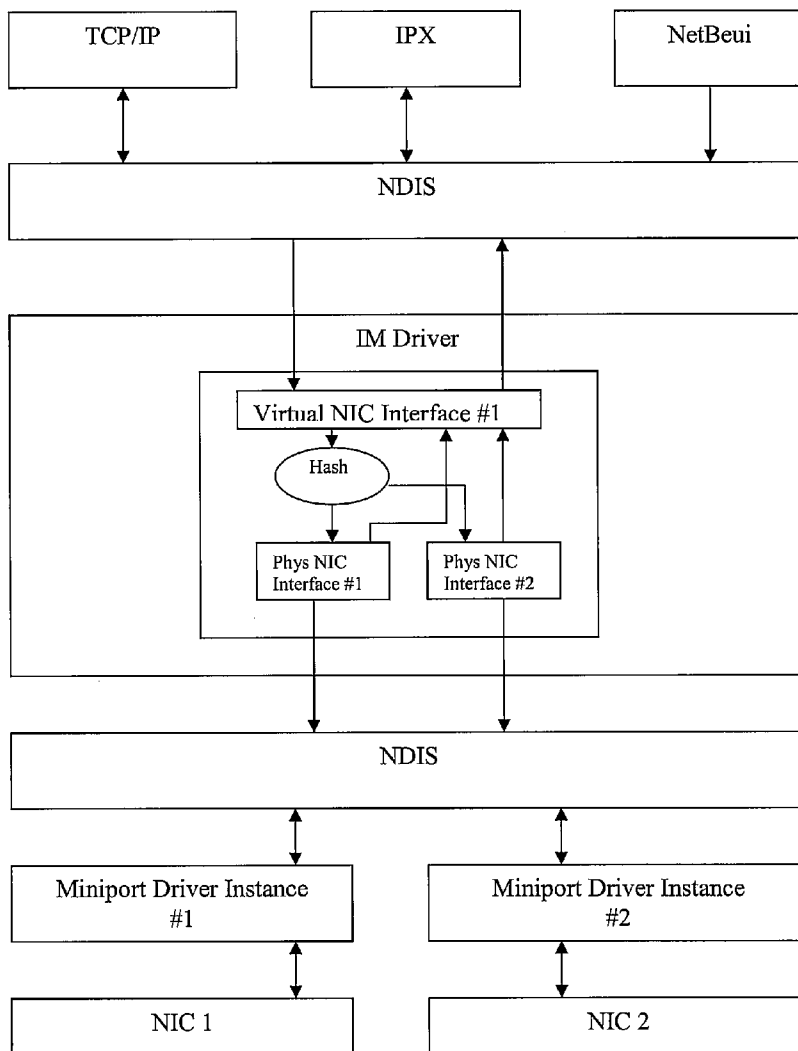 TCP/IP
IPX
NetBeui
NDIS
IM Driver
Virtual NIC Interface #1
Hash
Phys NIC
Interface #1
Phys NIC
Interface #2
NDIS
Miniport Driver Instance
#1
Miniport Driver Instance
#2
NIC 1
NIC 2